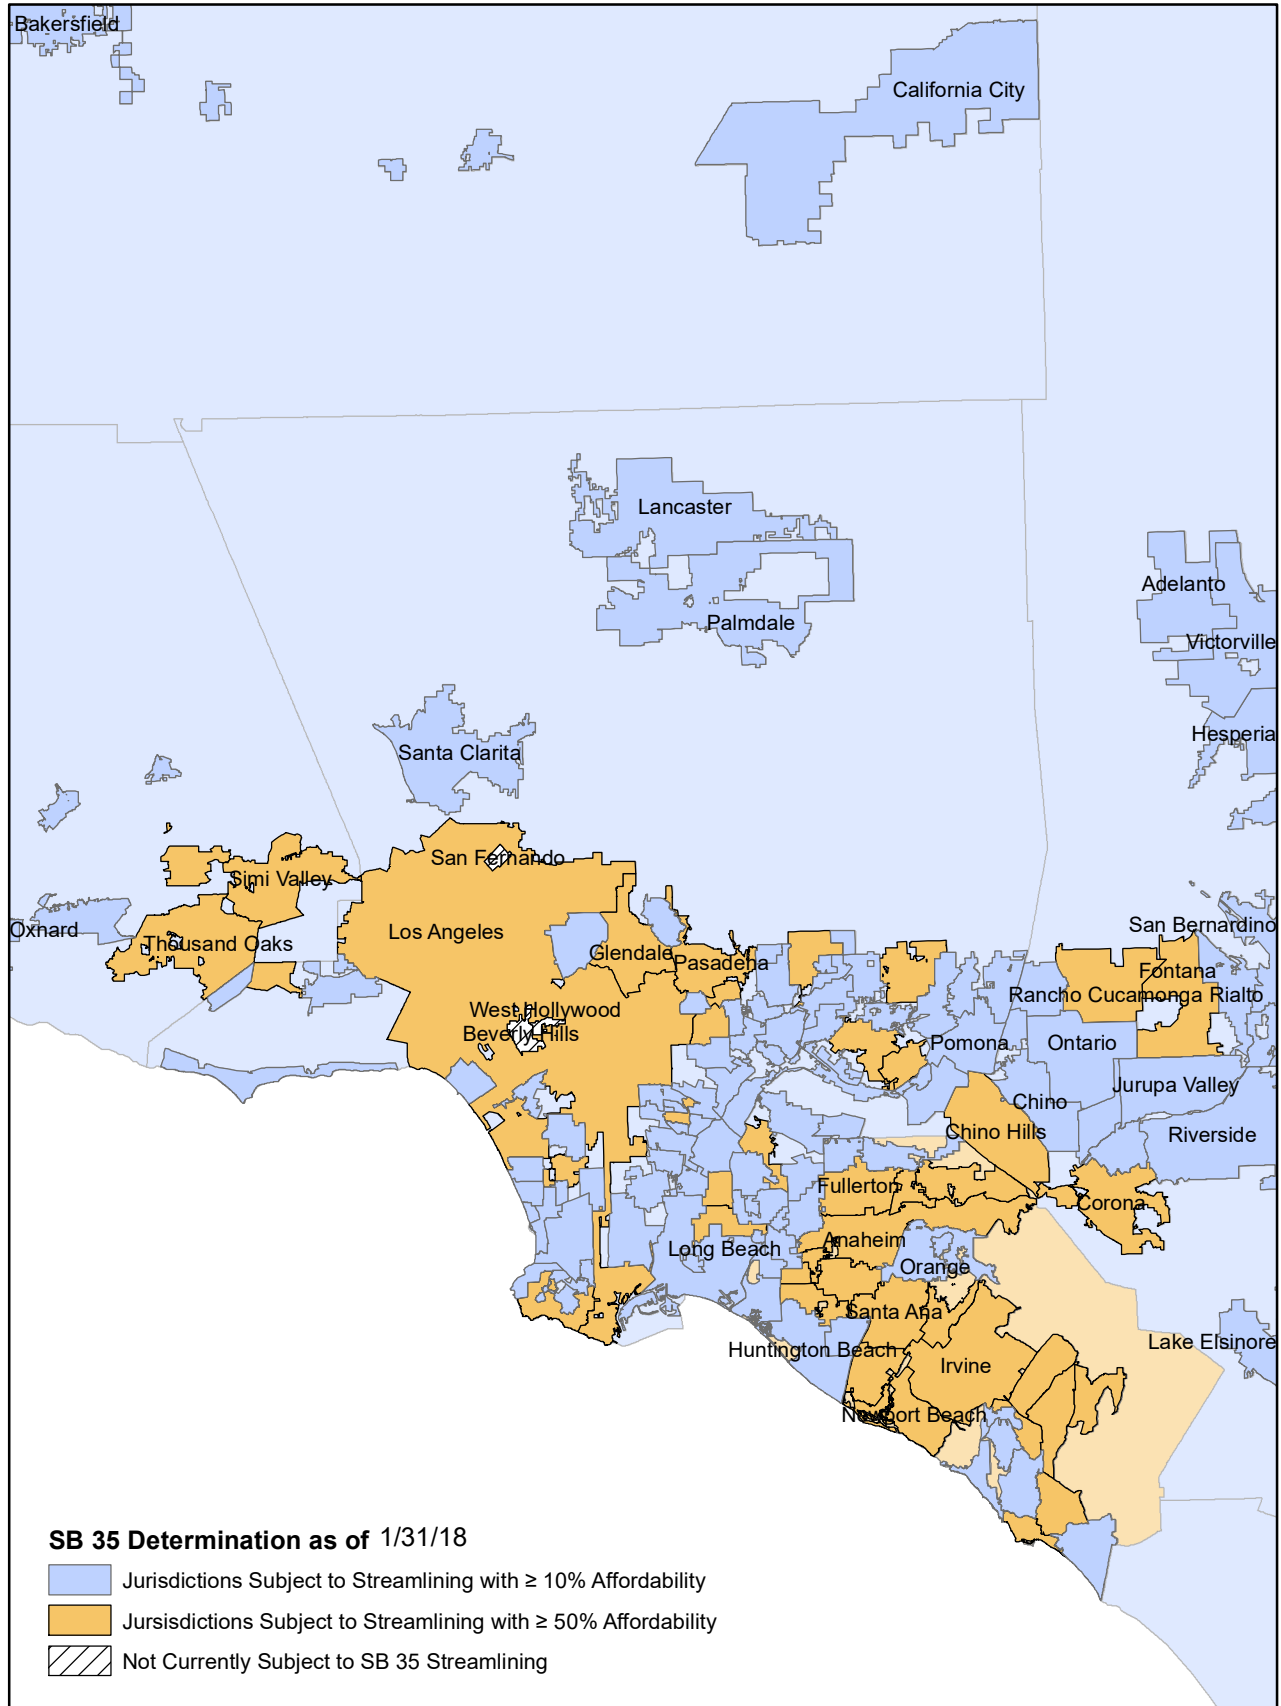 Bakersfield
California City
Lancaster
Adelanto
Palmdale
Victorville
Hesperia
Santa Clarita
San Fernando
Simi Valley
San Bernardino
Oxnard
Los Angeles
Thousand Oaks
Glendale
Pasadena
Fontana
Rancho Cucamonga Rialto
West Hollywood
Beverly Hills
Pomona
Ontario
Jurupa Valley
Chino
Chino Hills
Riverside
Fullerton
Corona
Anaheim
Long Beach
Orange
Santa Ana
Lake Elsinore
Huntington Beach
Irvine
Newport Beach
SB 35 Determination as of 1/31/18
Jurisdictions Subject to Streamlining with ≥ 10% Affordability
Jursisdictions Subject to Streamlining with ≥ 50% Affordability
Not Currently Subject to SB 35 Streamlining